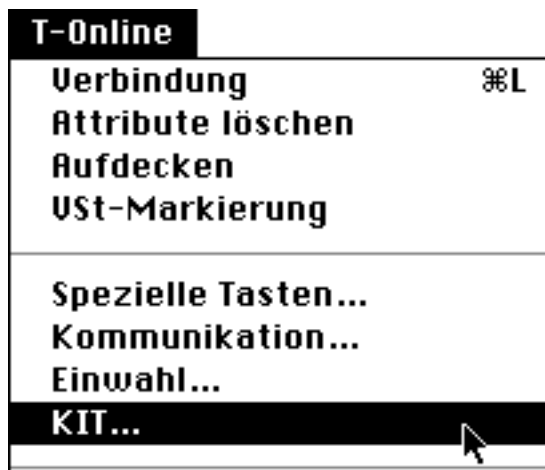 T-Online
Verbindung ⌘L
Attribute löschen
Aufdecken
VSt-Markierung
Spezielle Tasten...
Kommunikation...
Einwahl...
KIT...